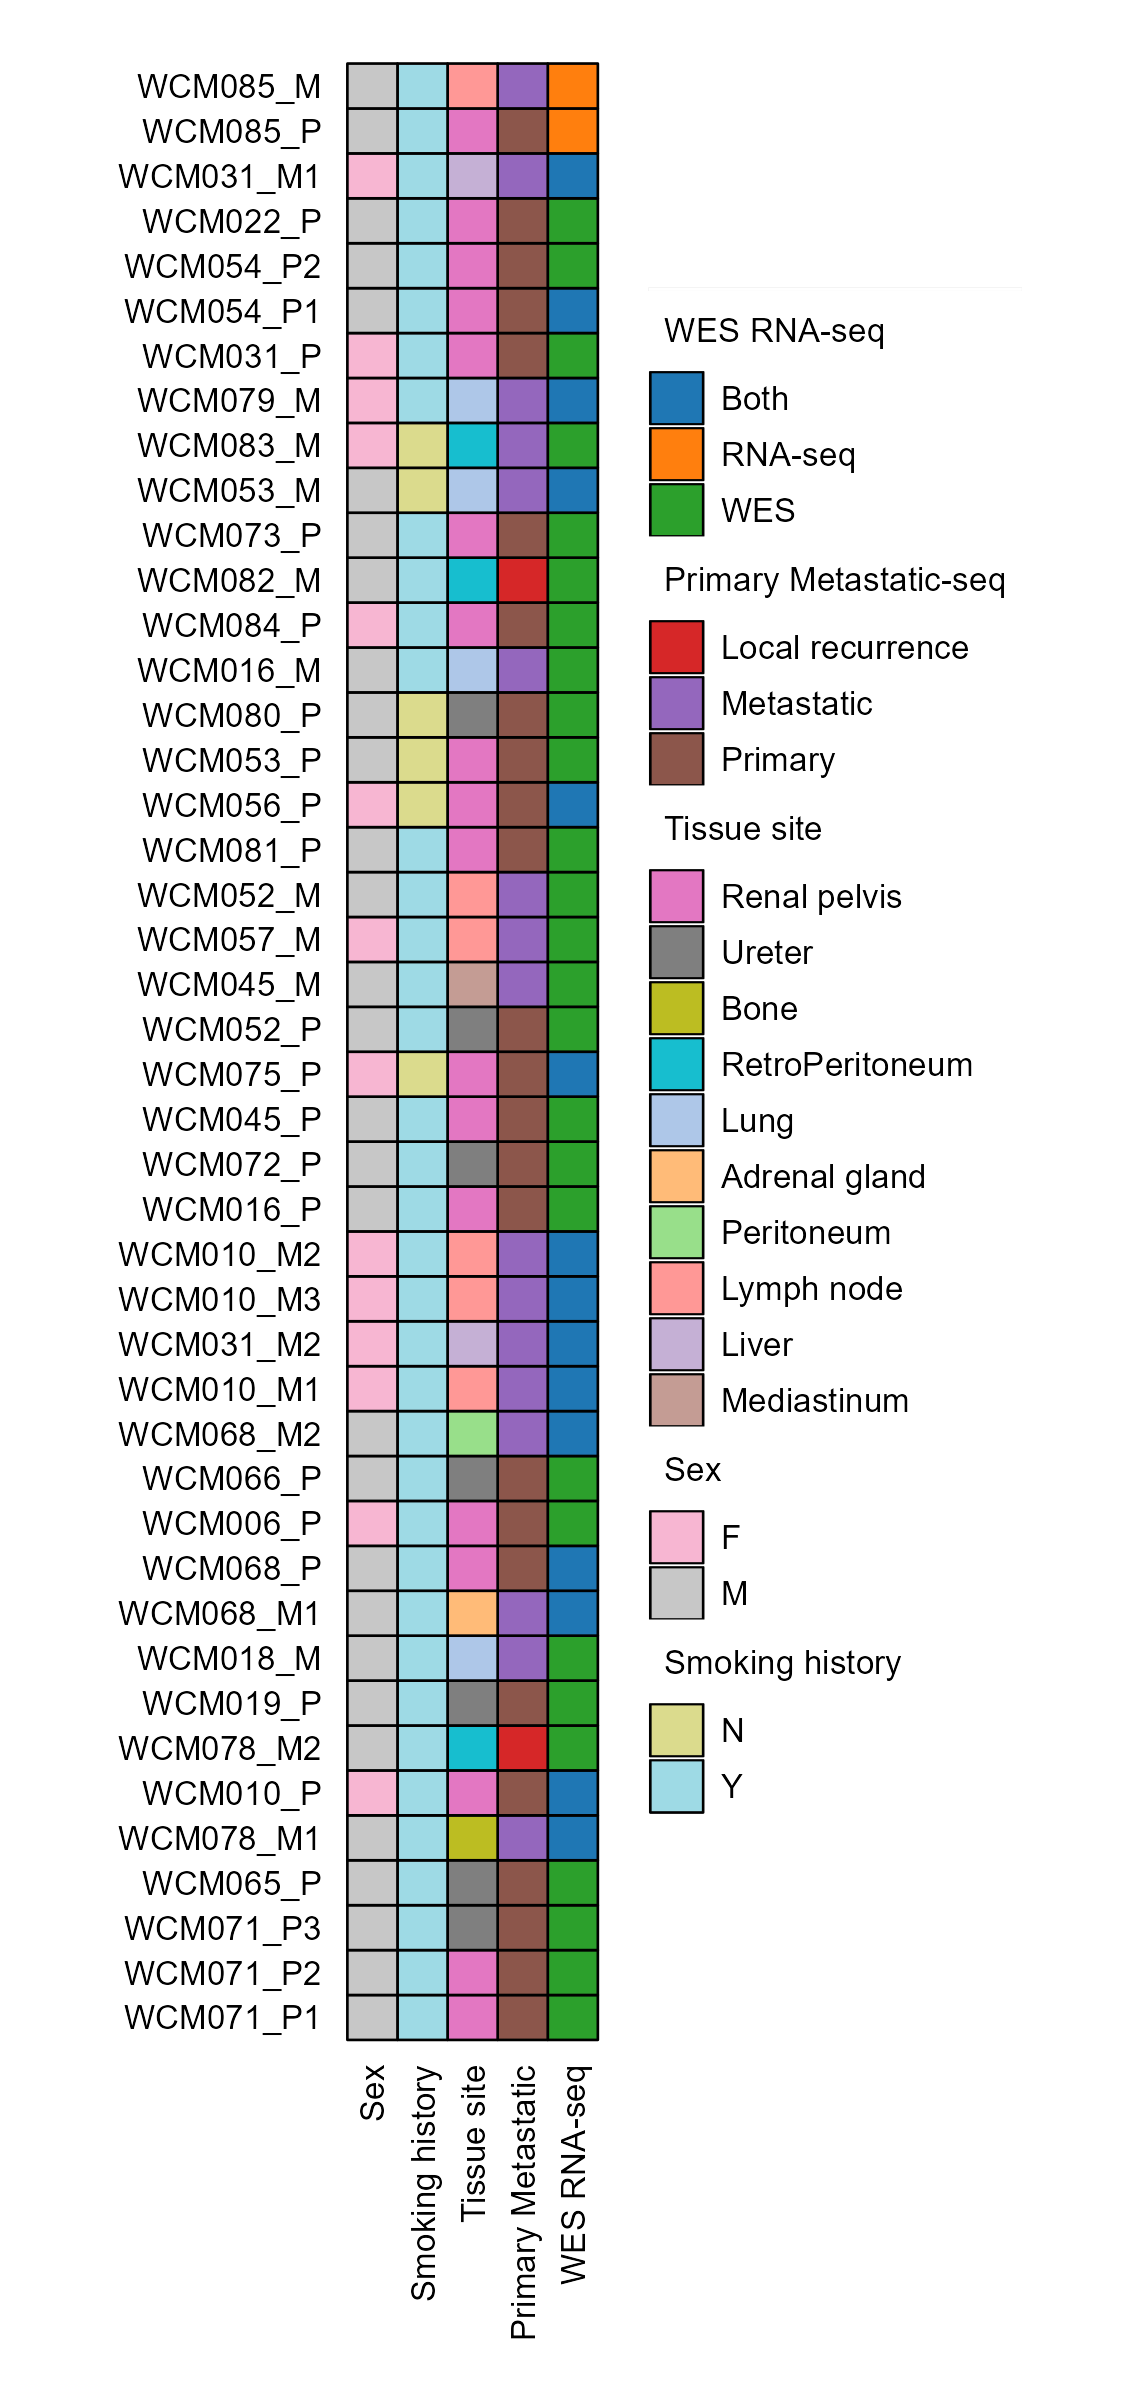 WCM085_M
WCM085_P
WCM031_M1
WCM022_P
WCM054_P2
WCM054_P1
WCM031_P
WCM079_M
WCM083_M
WCM053_M
WCM073_P
WCM082_M
WCM084_P
WCM016_M
WCM080_P
WCM053_P
WCM056_P
WCM081_P
WCM052_M
WCM057_M
WCM045_M
WCM052_P
WCM075_P
WCM045_P
WCM072_P
WCM016_P
WCM010_M2
WCM010_M3
WCM031_M2
WCM010_M1
WCM068_M2
WCM066_P
WCM006_P
WCM068_P
WCM068_M1
WCM018_M
WCM019_P
WCM078_M2
WCM010_P
WCM078_M1
WCM065_P
WCM071_P3
WCM071_P2
WCM071_P1
Sex
Smoking history
Tissue site
Primary Metastatic
WES RNA-seq
WES RNA-seq
Both
RNA-seq
WES
Primary Metastatic-seq
Local recurrence
Metastatic
Primary
Tissue site
Renal pelvis
Ureter
Bone
RetroPeritoneum
Lung
Adrenal gland
Peritoneum
Lymph node
Liver
Mediastinum
Sex
F
M
Smoking history
N
Y